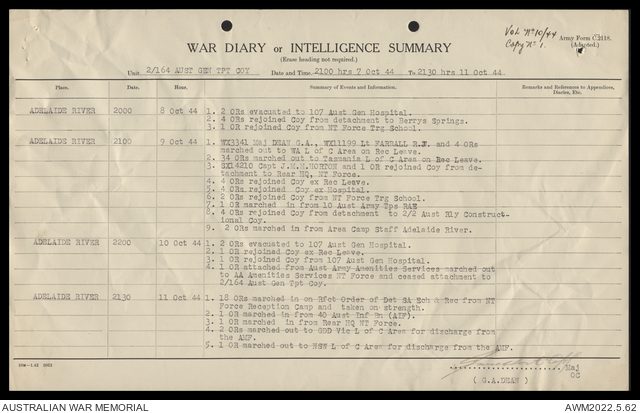 Vol Nº 10/44
Copy Nº 1.
Army Form C.2118.
(Adapted.)
WAR DIARY or INTELLIGENCE SUMMARY
(Erase heading not required.)
Unit 2/164 AUST GEN TPT COY Date and Time: 2100 hrs 7 Oct 44 To 2130 hrs 11 Oct 44
Place. Date. Hour. Summary of Events and Information. Remarks and References to Appendices, Diaries, Etc.
ADELAIDE RIVER 2000 8 Oct 44 1. 2 ORs evacuated to 107 Aust Gen Hospital.
2. 4 ORs rejoined Coy from detachment to Berrys Springs.
3. 1 OR rejoined Coy from NT Force Trg School.
ADELAIDE RIVER 2100 9 Oct 44 1. WX3341 Maj DEAN G.A., WX11199 Lt FARRALL R.J. and 4 ORs
marched out to WA L of C Area on Rec Leave.
2. 34 ORs marched out to Tasmania L of C Area on Rec Leave.
3. SX14210 Capt J.M.M.HORTON and 1 OR rejoined Coy from de-
tachment to Rear HQ, NT Force.
4. 4 ORs rejoined Coy ex Rec Leave.
5. 4 ORs rejoined Coy ex Hospital.
6. 2 ORs rejoined Coy from NT Force Trg School.
7. 1 OR marched in from 10 Aust Army Tps RAE
8. 4 ORs rejoined Coy from detachment to 2/2 Aust Rly Construct-
ional Coy.
9. 2 ORs marched in from Area Camp Staff Adelaide River.
ADELAIDE RIVER 2200 10 Oct 44 1. 2 ORs evacuated to 107 Aust Gen Hospital.
2. 1 OR rejoined Coy ex Rec Leave.
3. 1 OR rejoined Coy from 107 Aust Gen Hospital.
4. 1 OR attached from Aust Army Amenities Services marched out
to AA Amenities Services NT Force and ceased attachment to
2/164 Aust Gen Tpt Coy.
ADELAIDE RIVER 2130 11 Oct 44 1. 18 ORs marched in on Rfct Order of Det SA Ech & Rec from NT
Force Reception Camp and taken on strength.
2. 1 OR marched in from 40 Aust Inf Bn (AIF).
3. 1 OR marched in from Rear HQ NT Force.
4. 2 ORs marched out to GDD Vic L of C Area for discharge from
the AMF.
5. 1 OR marched out to NSW L of C Area for discharge from the AMF.
Maj
OC
( G.A.DEAN )
AUSTRALIAN WAR MEMORIAL
AWM2022.5.62